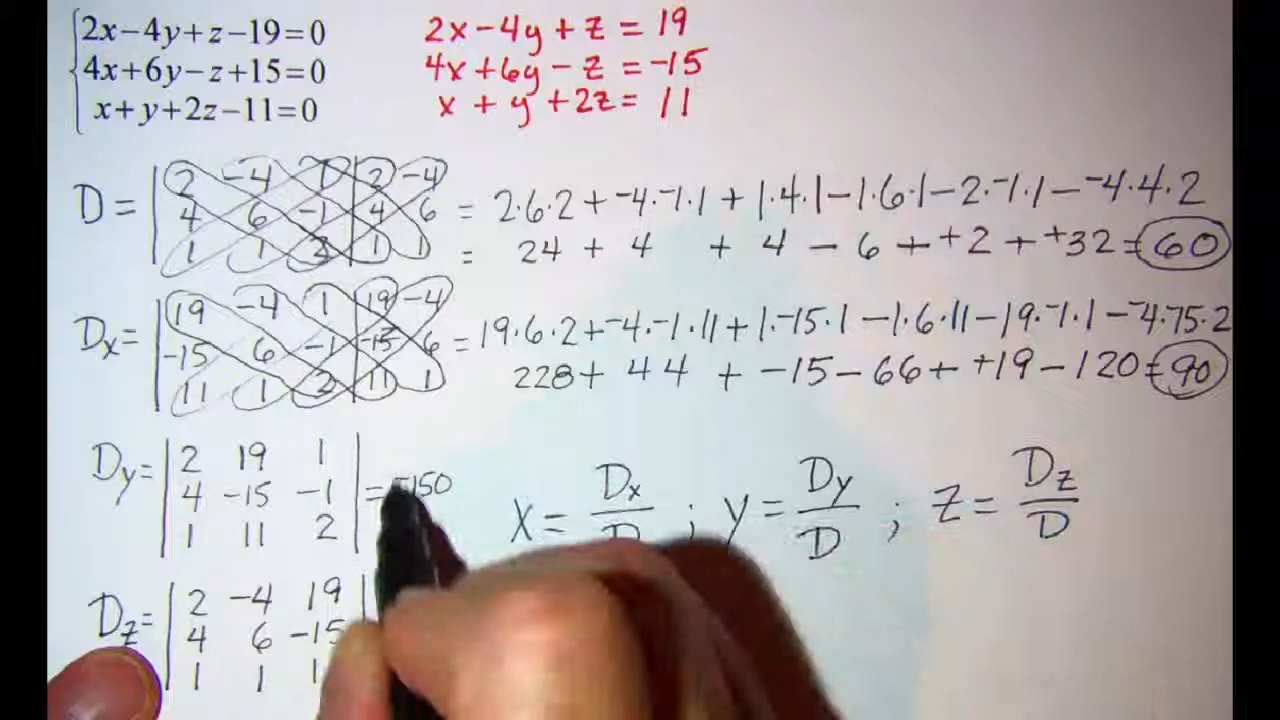 2x−4y+z−19=0
4x+6y−z+15=0
x+y+2z−11=0
2x − 4y + z = 19
4x + 6y − z = −15
x + y + 2z = 11
D = | 2 −4 1 | 2 −4
4 6 −1 | 4 6
1 1 2 | 1 1
= 2·6·2 + −4·−1·1 + 1·4·1 − 1·6·1 − 2·−1·1 − −4·4·2
= 24 + 4 + 4 − 6 + +2 + +32 = 60
Dx = | 19 −4 1 | 19 −4
−15 6 −1 | −15 6
11 1 2 | 11 1
= 19·6·2 + −4·−1·11 + 1·−15·1 − 1·6·11 − 19·−1·1 − −4·−15·2
228 + 44 + −15 − 66 + +19 − 120 = 90
Dy = | 2 19 1 |
4 −15 −1
1 11 2
= −150
x = Dx/D ; y = Dy/D ; z = Dz/D
Dz = | 2 −4 19 |
4 6 −15
1 1